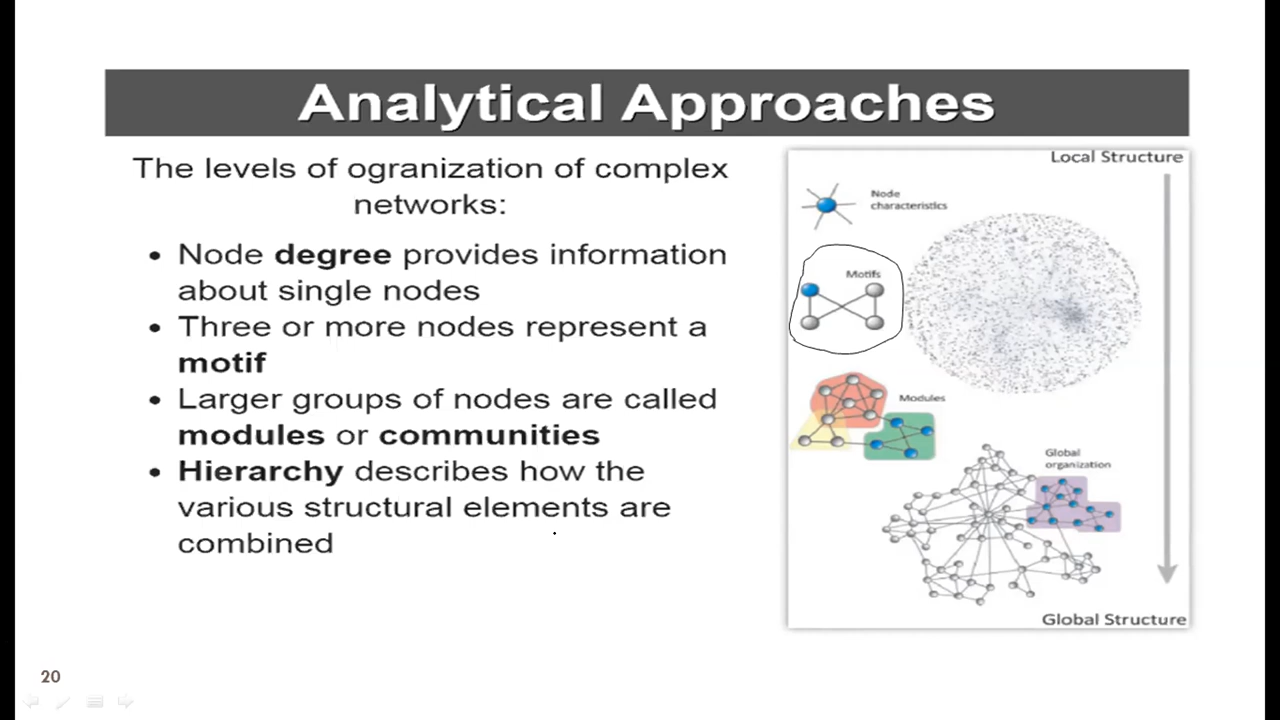 Analytical Approaches
The levels of ogranization of complex
networks:
• Node degree provides information
about single nodes
• Three or more nodes represent a
motif
• Larger groups of nodes are called
modules or communities
• Hierarchy describes how the
various structural elements are
combined
Local Structure
Node
characteristics
Motifs
Modules
Global
organization
Global Structure
20